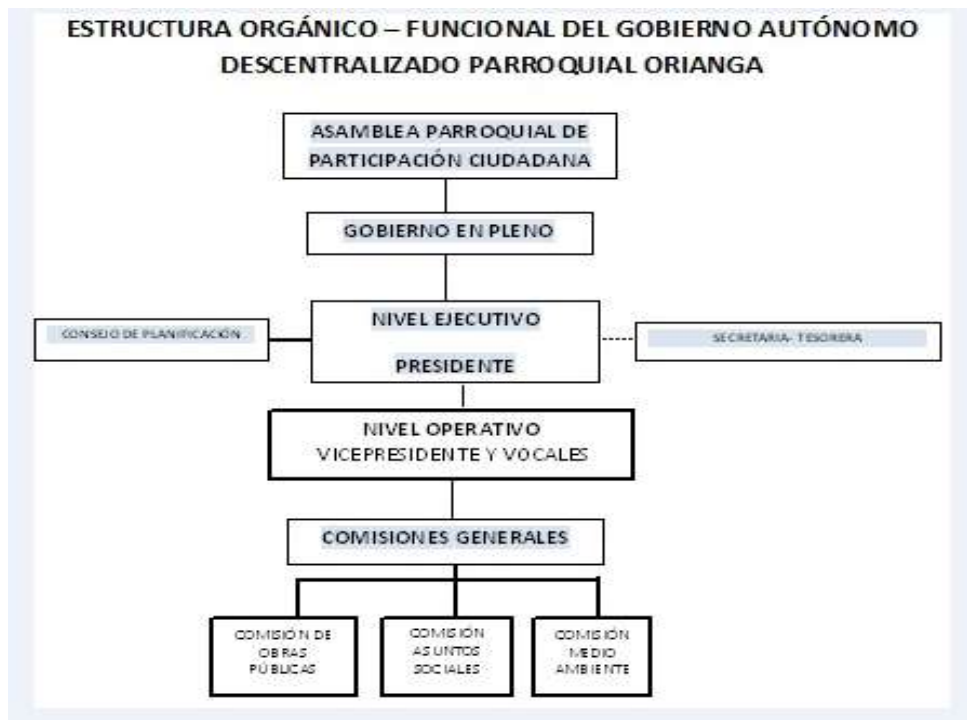 ESTRUCTURA ORGÁNICO – FUNCIONAL DEL GOBIERNO AUTÓNOMO
DESCENTRALIZADO PARROQUIAL ORIANGA
ASAMBLEA PARROQUIAL DE
PARTICIPACIÓN CIUDADANA
GOBIERNO EN PLENO
NIVEL EJECUTIVO
PRESIDENTE
CONSEJO DE PLANIFICACIÓN
SECRETARIA- TESORERA
NIVEL OPERATIVO
VICEPRESIDENTE Y VOCALES
COMISIONES GENERALES
COMISIÓN DE
OBRAS
PÚBLICAS
COMISIÓN
ASUNTOS
SOCIALES
COMISIÓN
MEDIO
AMBIENTE